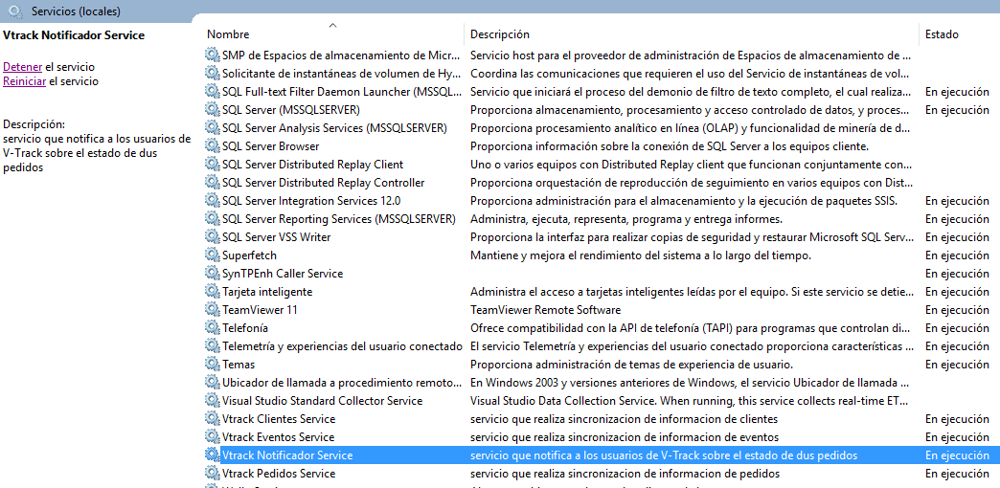 Servicios (locales)
Vtrack Notificador Service
Detener el servicio
Reiniciar el servicio
Descripción:
servicio que notifica a los usuarios de
V-Track sobre el estado de dus
pedidos
Nombre Descripción Estado
SMP de Espacios de almacenamiento de Micr... Servicio host para el proveedor de administración de Espacios de almacenamiento de ...
Solicitante de instantáneas de volumen de Hy... Coordina las comunicaciones que requieren el uso del Servicio de instantáneas de vol...
SQL Full-text Filter Daemon Launcher (MSSQL... Servicio que iniciará el proceso del demonio de filtro de texto completo, el cual realiza... En ejecución
SQL Server (MSSQLSERVER) Proporciona almacenamiento, procesamiento y acceso controlado de datos, y proces... En ejecución
SQL Server Analysis Services (MSSQLSERVER) Proporciona procesamiento analítico en línea (OLAP) y funcionalidad de minería de d...
SQL Server Browser Proporciona información sobre la conexión de SQL Server a los equipos cliente.
SQL Server Distributed Replay Client Uno o varios equipos con Distributed Replay client que funcionan conjuntamente con...
SQL Server Distributed Replay Controller Proporciona orquestación de reproducción de seguimiento en varios equipos con Dist...
SQL Server Integration Services 12.0 Proporciona administración para el almacenamiento y la ejecución de paquetes SSIS. En ejecución
SQL Server Reporting Services (MSSQLSERVER) Administra, ejecuta, representa, programa y entrega informes. En ejecución
SQL Server VSS Writer Proporciona la interfaz para realizar copias de seguridad y restaurar Microsoft SQL Serv... En ejecución
Superfetch Mantiene y mejora el rendimiento del sistema a lo largo del tiempo. En ejecución
SynTPEnh Caller Service En ejecución
Tarjeta inteligente Administra el acceso a tarjetas inteligentes leídas por el equipo. Si este servicio se detie... En ejecución
TeamViewer 11 TeamViewer Remote Software En ejecución
Telefonía Ofrece compatibilidad con la API de telefonía (TAPI) para programas que controlan di... En ejecución
Telemetría y experiencias del usuario conectado El servicio Telemetría y experiencias del usuario conectado proporciona características ... En ejecución
Temas Proporciona administración de temas de experiencia de usuario. En ejecución
Ubicador de llamada a procedimiento remoto... En Windows 2003 y versiones anteriores de Windows, el servicio Ubicador de llamada ...
Visual Studio Standard Collector Service Visual Studio Data Collection Service. When running, this service collects real-time ET...
Vtrack Clientes Service servicio que realiza sincronizacion de informacion de clientes En ejecución
Vtrack Eventos Service servicio que realiza sincronizacion de informacion de eventos En ejecución
Vtrack Notificador Service servicio que notifica a los usuarios de V-Track sobre el estado de dus pedidos En ejecución
Vtrack Pedidos Service servicio que realiza sincronizacion de informacion de pedidos En ejecución